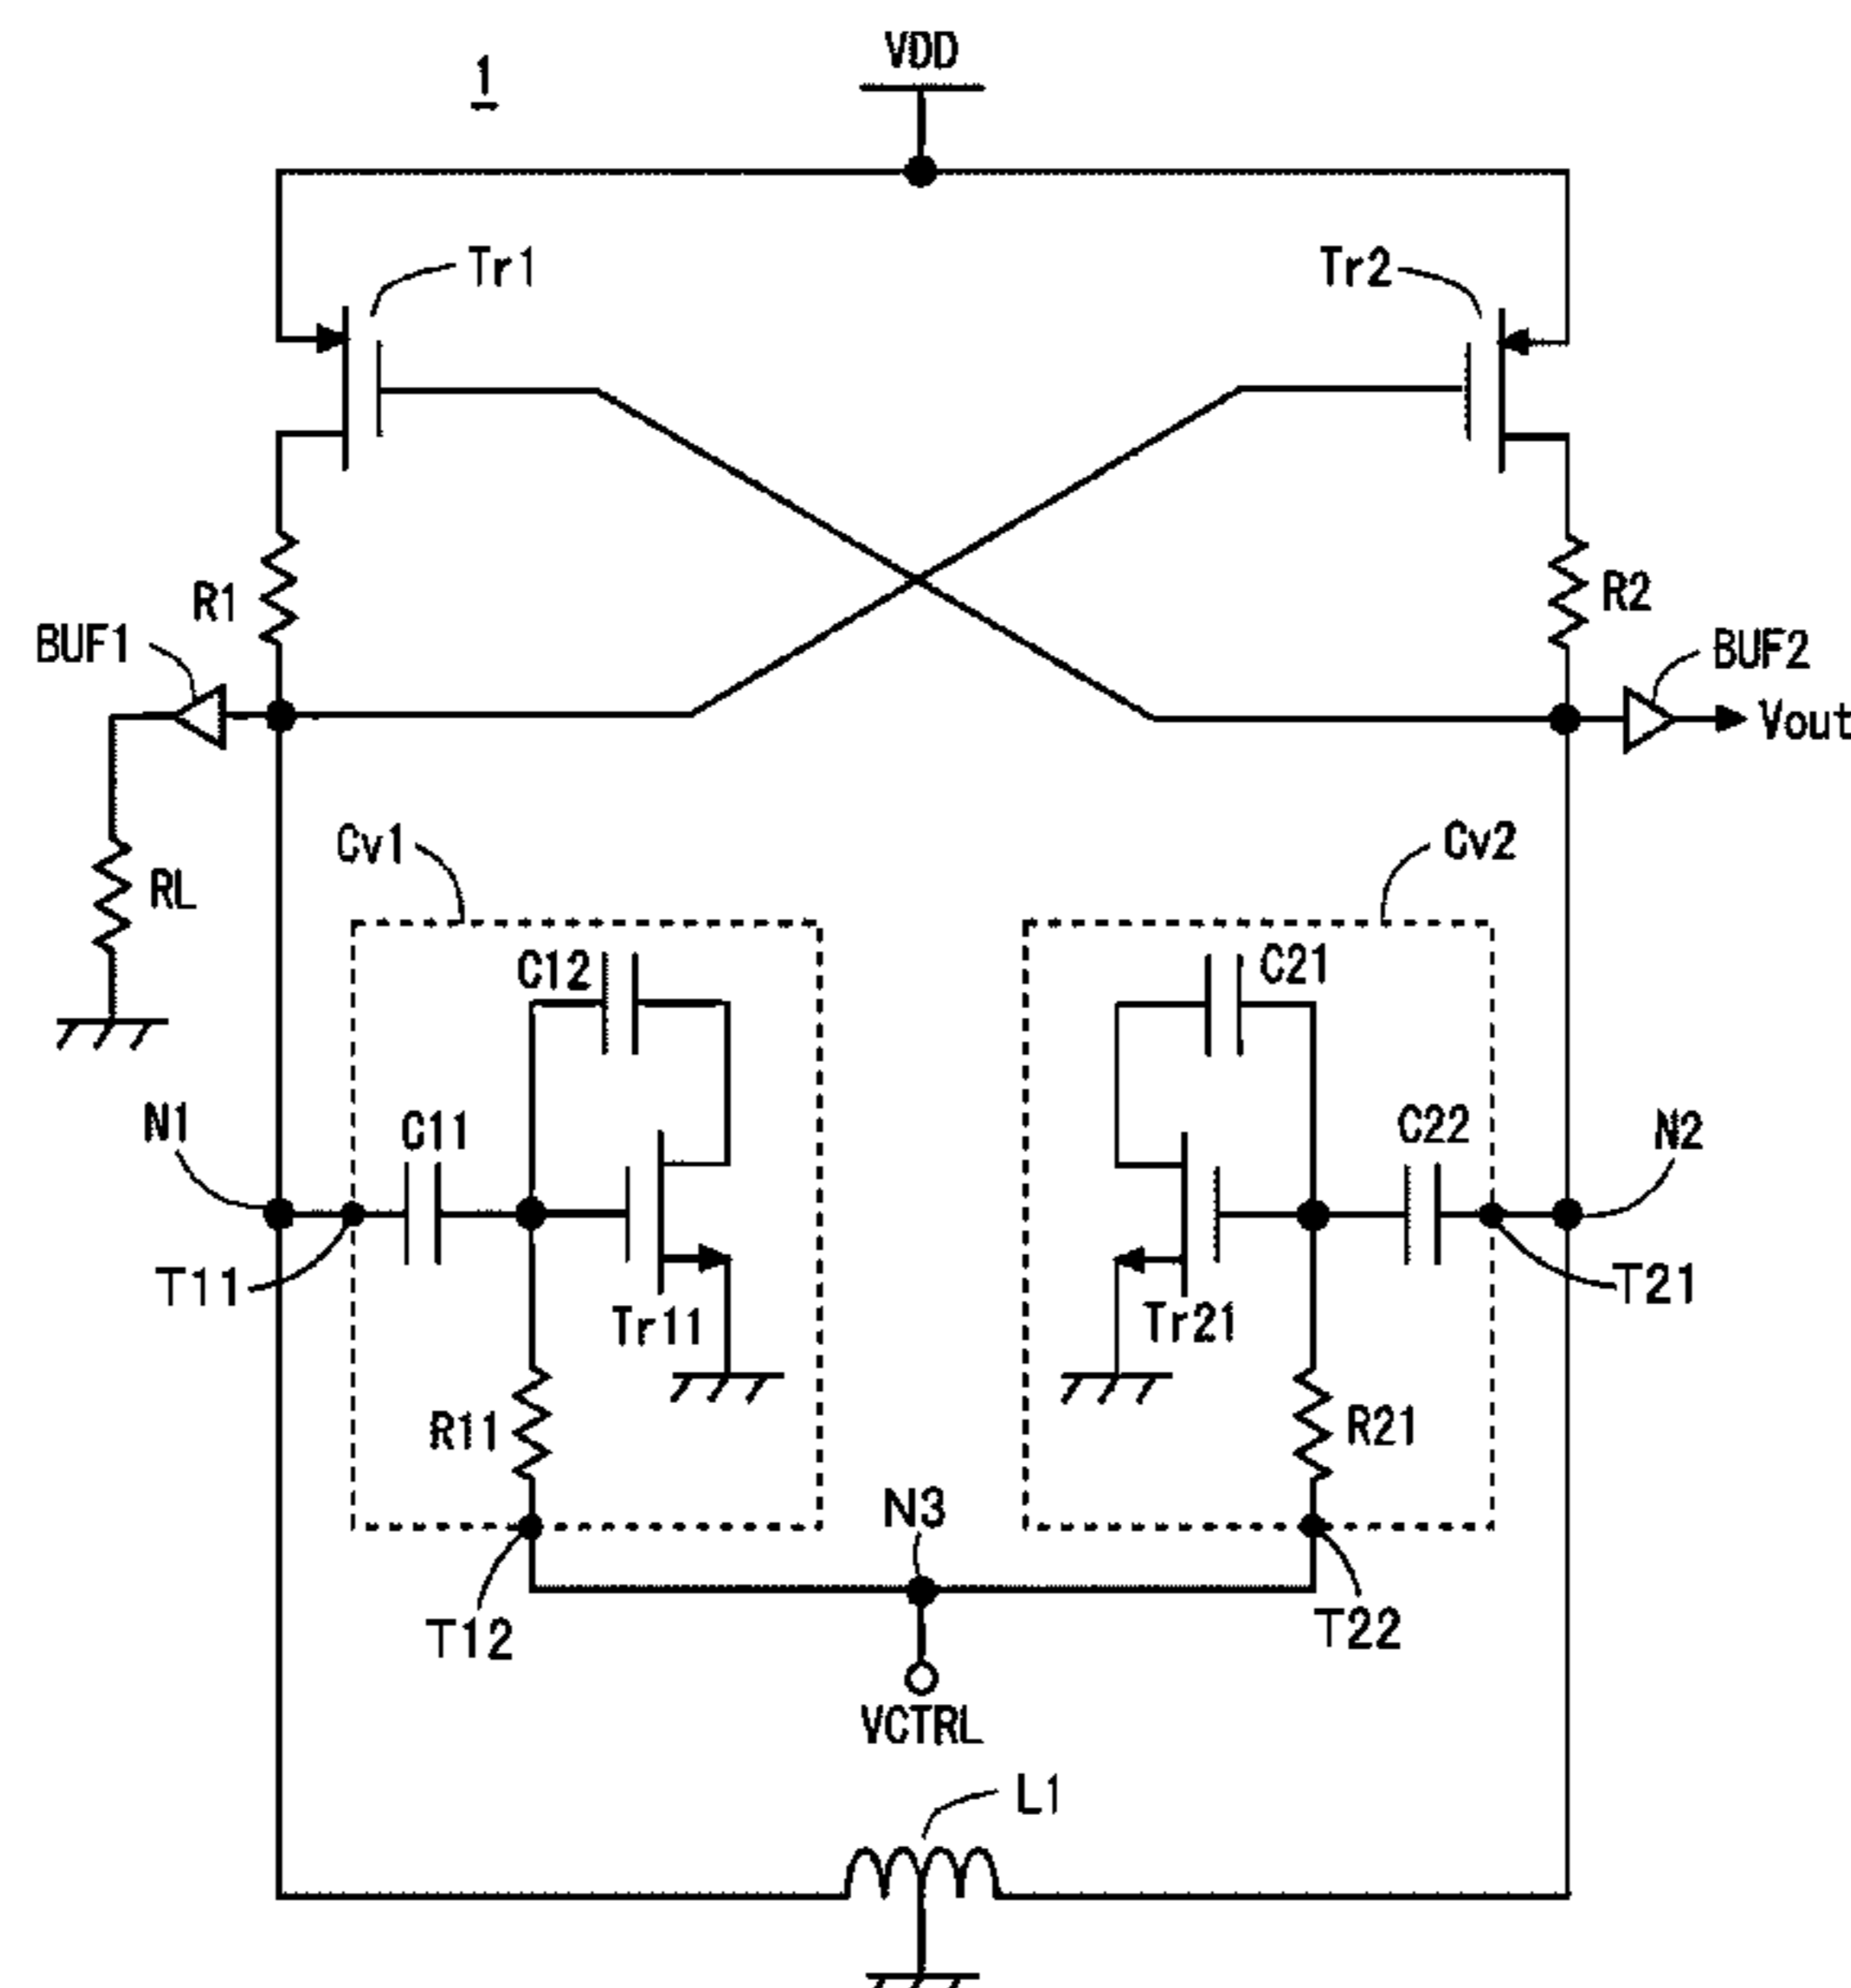 1
VDD
Tr1
Tr2
R1
R2
BUF1
BUF2
Vout
Cv1
Cv2
RL
C12
C21
N1
C11
C22
N2
T11
T21
Tr11
Tr21
R11
R21
N3
T12
T22
VCTRL
L1